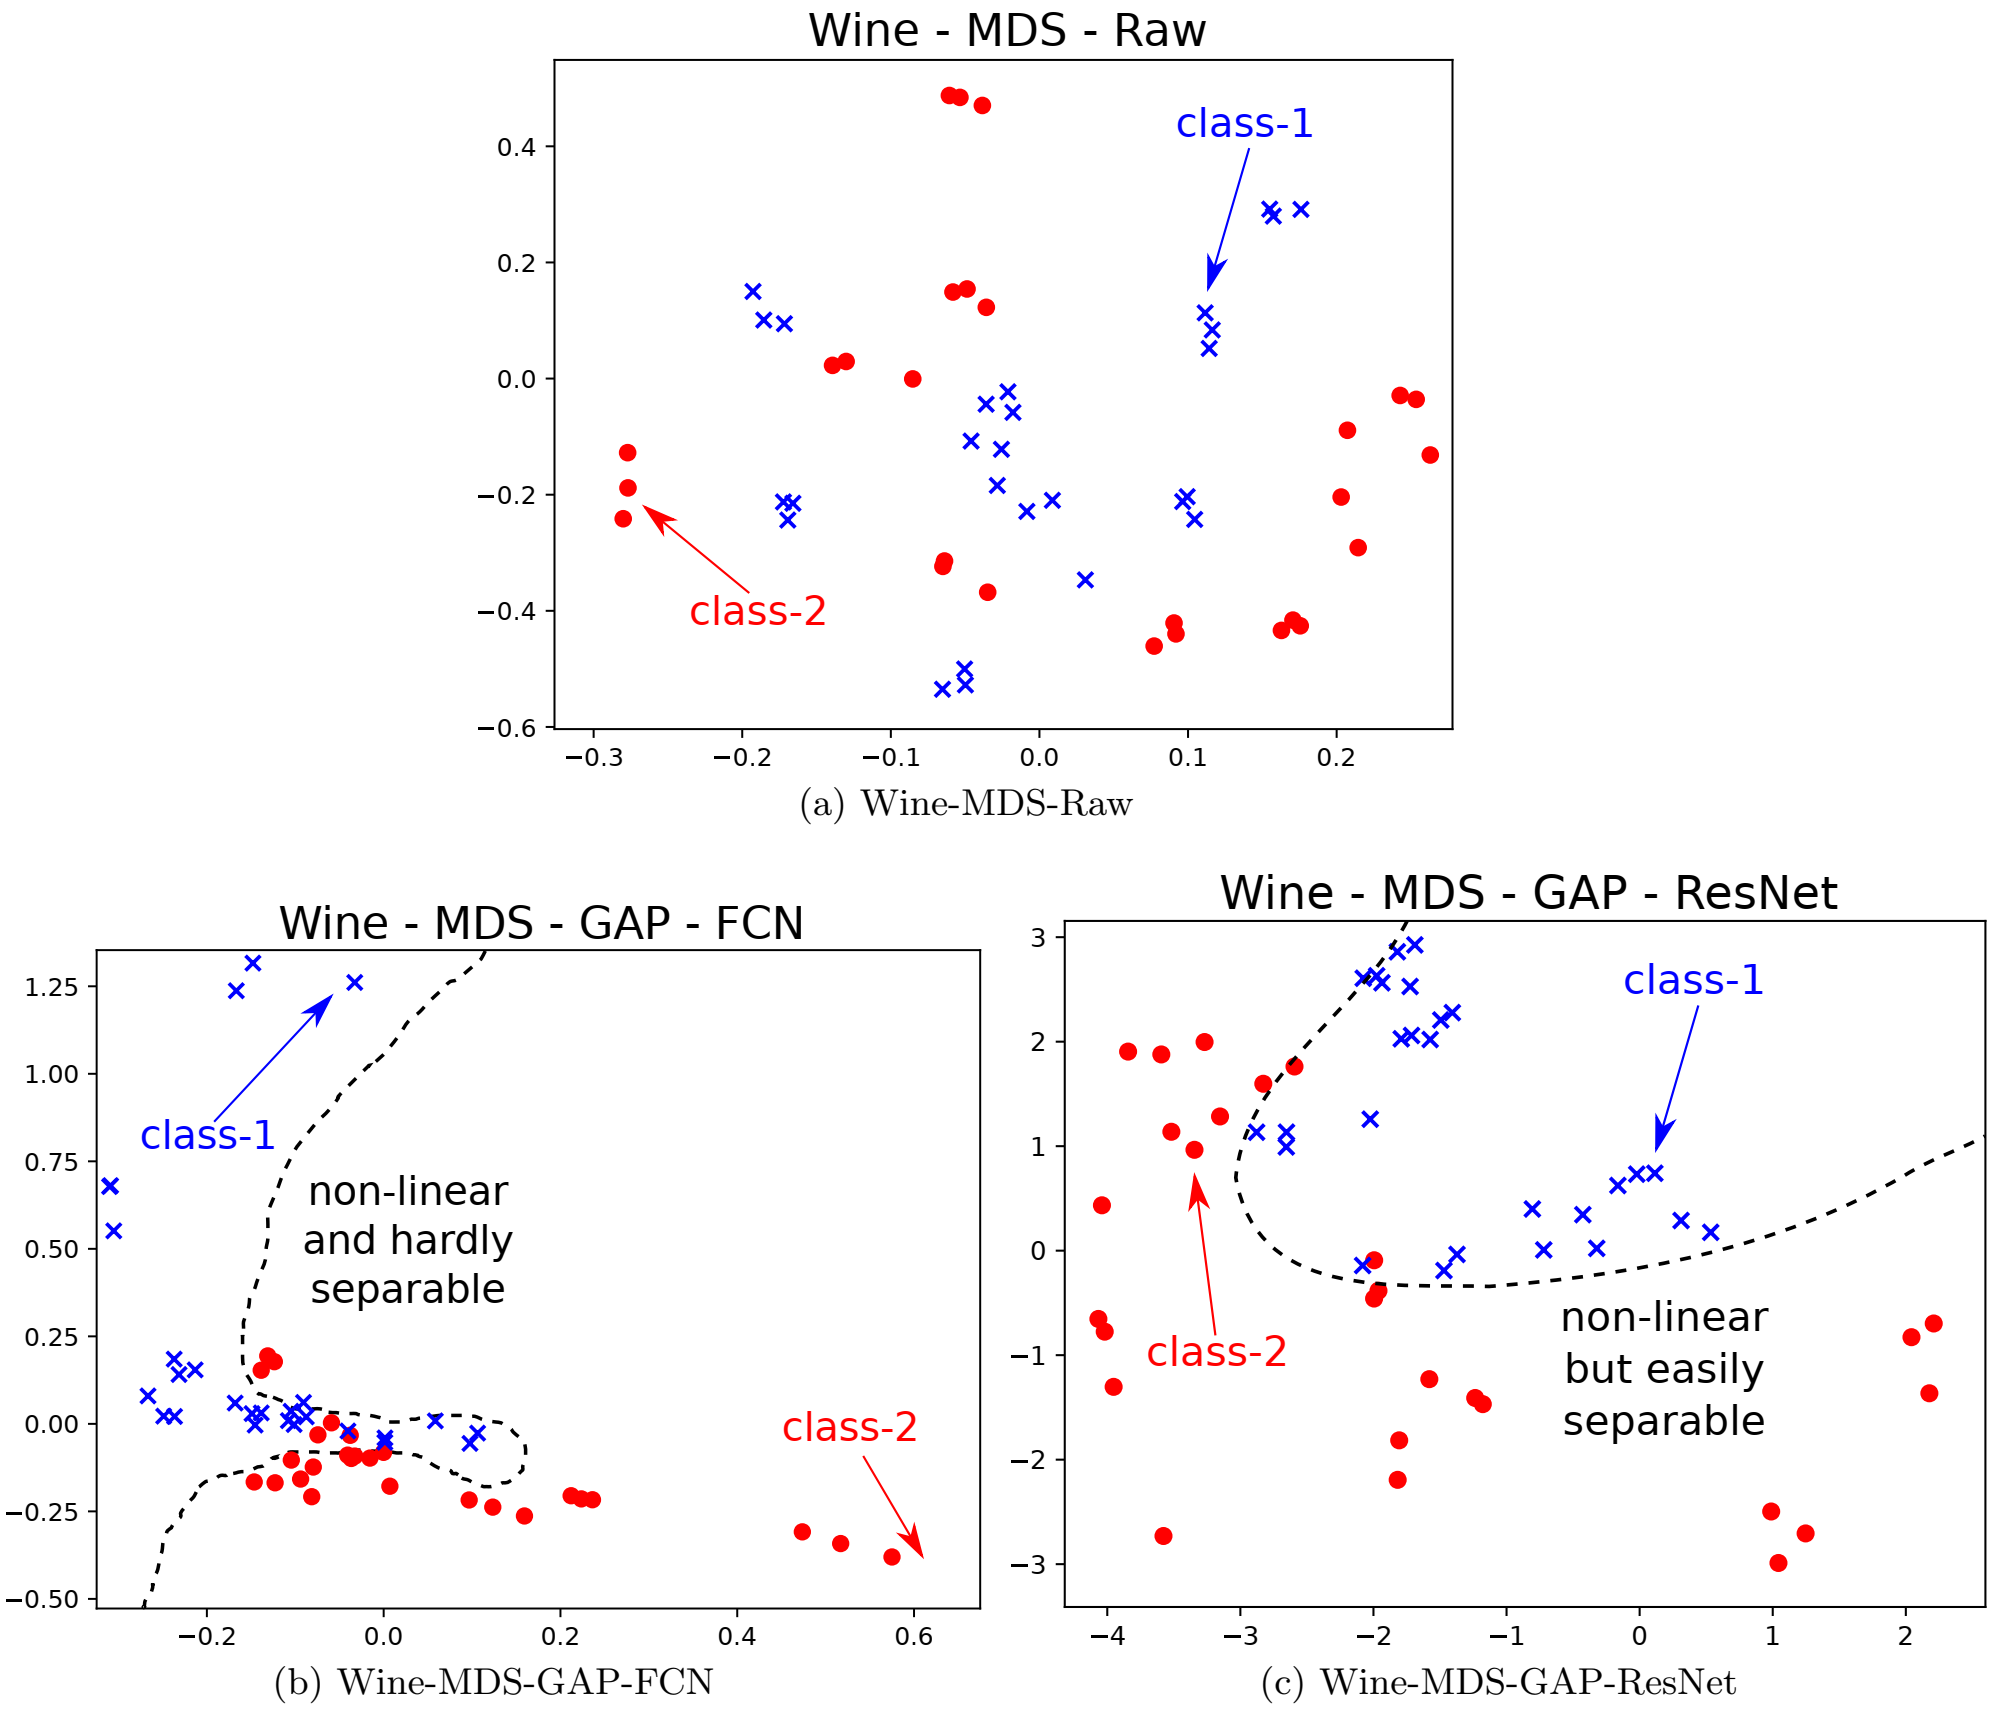 Wine - MDS - Raw
class-1
0.4
0.2
0.0
−0.2
−0.4
−0.6
class-2
−0.3 −0.2 −0.1 0.0 0.1 0.2
(a) Wine-MDS-Raw
Wine - MDS - GAP - FCN
1.25
1.00
0.75
0.50
0.25
0.00
−0.25
−0.50
class-1
non-linear
and hardly
separable
class-2
−0.2 0.0 0.2 0.4 0.6
(b) Wine-MDS-GAP-FCN
Wine - MDS - GAP - ResNet
3
2
1
0
−1
−2
−3
class-1
class-2
non-linear
but easily
separable
−4 −3 −2 −1 0 1 2
(c) Wine-MDS-GAP-ResNet